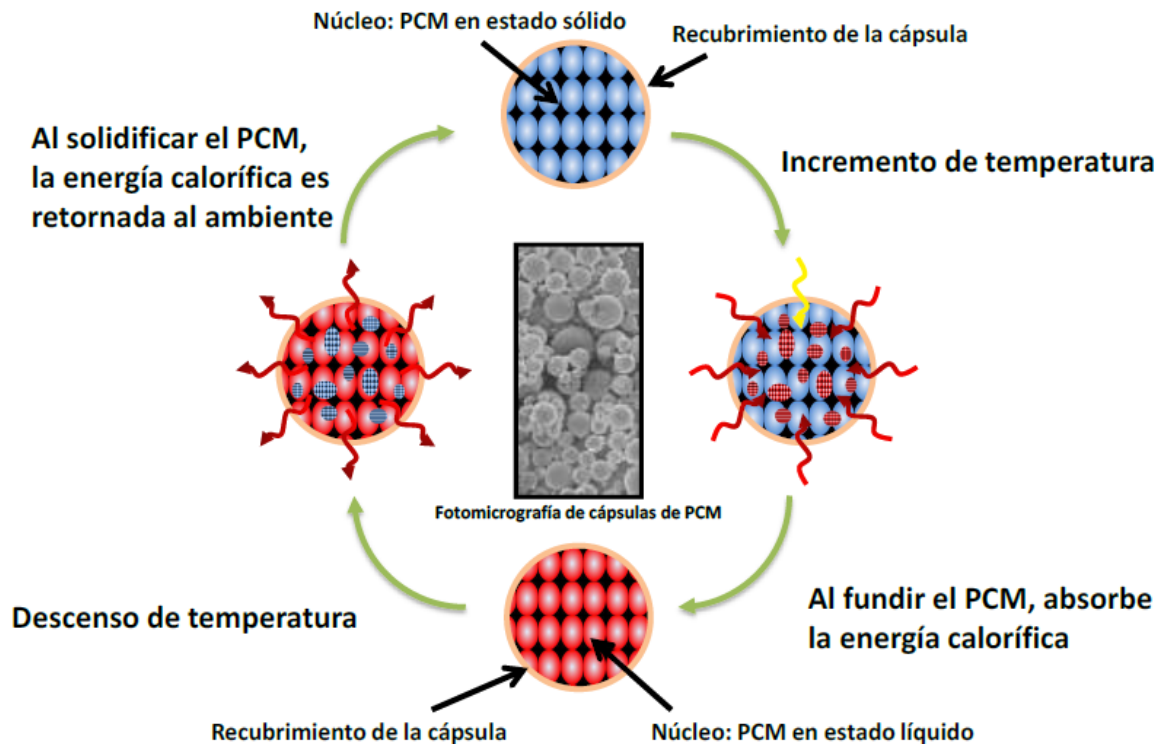 Núcleo: PCM en estado sólido
Recubrimiento de la cápsula
Al solidificar el PCM,
la energía calorífica es
retornada al ambiente
Incremento de temperatura
Fotomicrografía de cápsulas de PCM
Descenso de temperatura
Al fundir el PCM, absorbe
la energía calorífica
Recubrimiento de la cápsula
Núcleo: PCM en estado líquido